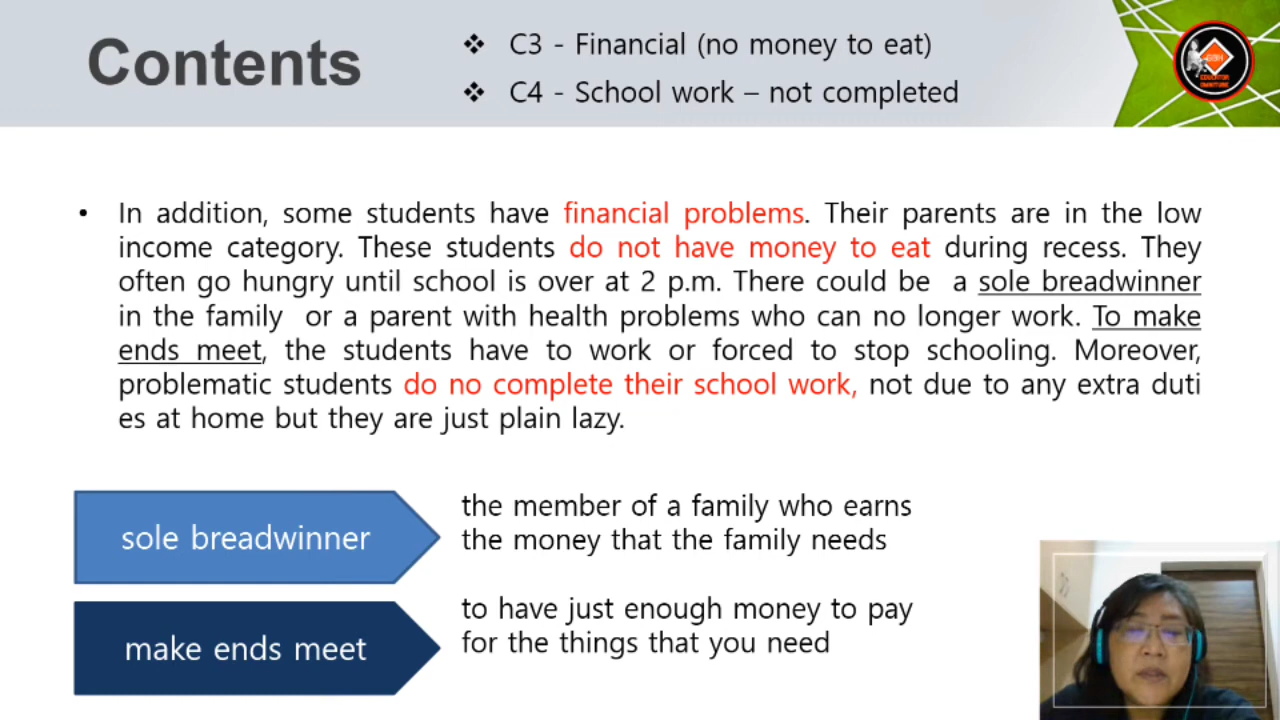 Contents
❖ C3 - Financial (no money to eat)
❖ C4 - School work – not completed
• In addition, some students have financial problems. Their parents are in the low
income category. These students do not have money to eat during recess. They
often go hungry until school is over at 2 p.m. There could be a sole breadwinner
in the family or a parent with health problems who can no longer work. To make
ends meet, the students have to work or forced to stop schooling. Moreover,
problematic students do no complete their school work, not due to any extra duti
es at home but they are just plain lazy.
sole breadwinner
the member of a family who earns
the money that the family needs
make ends meet
to have just enough money to pay
for the things that you need